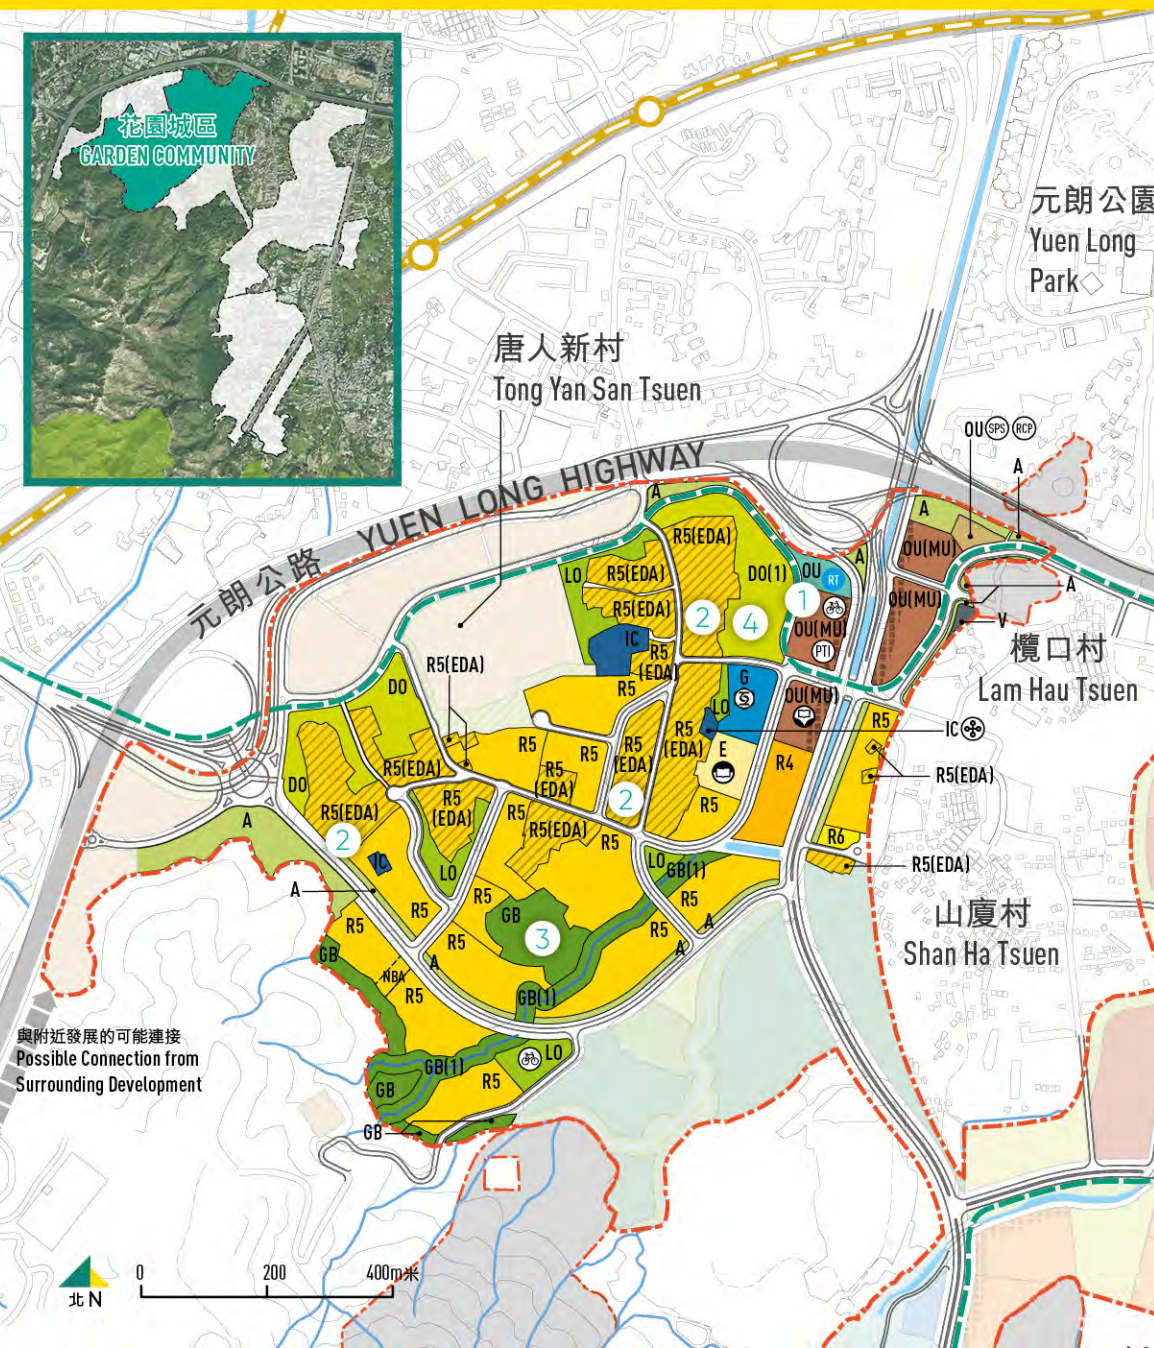 花園城區
GARDEN COMMUNITY
元朗公園
Yuen Long
Park
唐人新村
Tong Yan San Tsuen
元朗公路 YUEN LONG HIGHWAY
OU SPS RCP
A
A
A
R5(EDA)
OU(MU)
LO
R5(EDA)
DO(1)
OU
RT
A
A
R5(EDA)
OU(MU)
1
2
4
OU(MU)
V
IC
R5
(EDA)
PTI
欖口村
Lam Hau Tsuen
R5(EDA)
DO
R5
G
S
OU(MU)
LO
R5
IC
R5
R5
R5
(EDA)
R5
(EDA)
E
R4
R5(EDA)
R5(EDA)
DO
R5
(EDA)
R5
(EDA)
2
R5
R5
R5(EDA)
A
2
R5(EDA)
R5
R6
IC
LO
LO
GB(1)
R5(EDA)
A
R5
R5
R5
GB
R5
山廈村
Shan Ha Tsuen
R5
R5
3
R5
A
A
GB
A
NBA
R5
GB(1)
與附近發展的可能連接
Possible Connection from
Surrounding Development
LO
GB(1)
R5
GB
GB
0 200 400m米
北 N